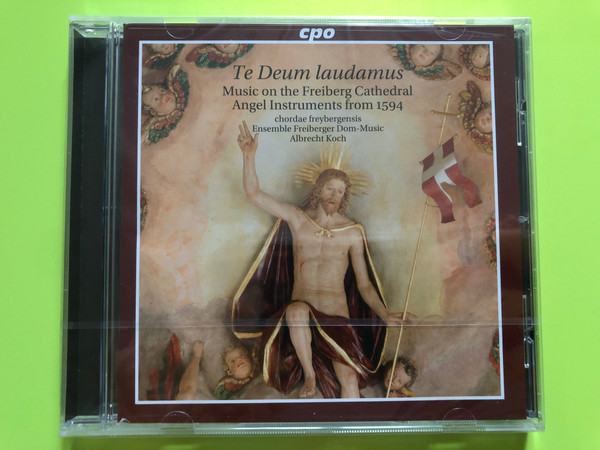 cpo
Te Deum laudamus
Music on the Freiberg Cathedral
Angel Instruments from 1594
chordae freybergensis
Ensemble Freiberger Dom-Music
Albrecht Koch